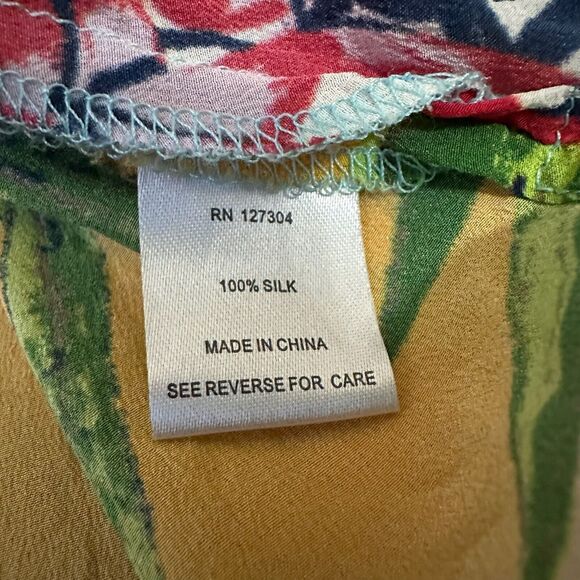 RN 127304
100% SILK
MADE IN CHINA
SEE REVERSE FOR CARE